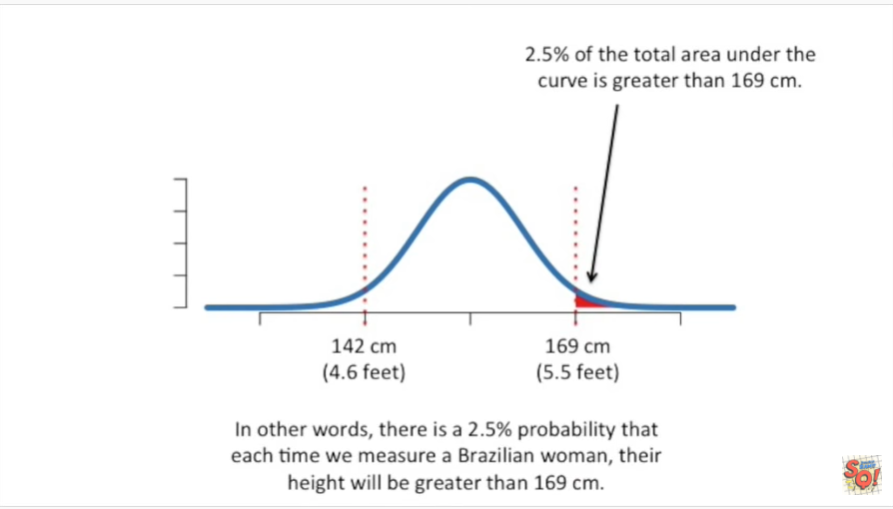 2.5% of the total area under the
curve is greater than 169 cm.
142 cm
(4.6 feet)
169 cm
(5.5 feet)
In other words, there is a 2.5% probability that
each time we measure a Brazilian woman, their
height will be greater than 169 cm.
SO!